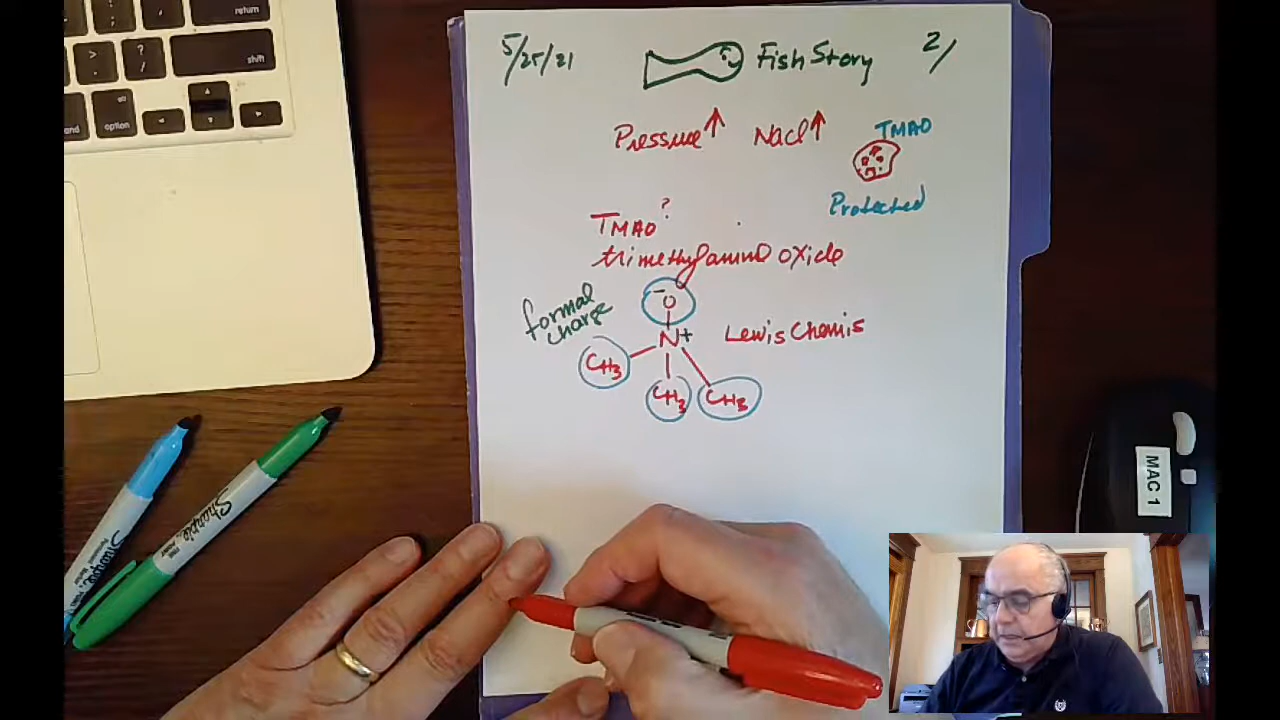 5/25/21 Fish Story 2/
Pressure↑ NaCl↑ TMAO
Protected
TMAO?
trimethylamine oxide
formal
charge
-O
N+
Lewis Chemis
CH3
CH3 CH3
return
shift
option
Sharpie
Sharpie
MAC 1